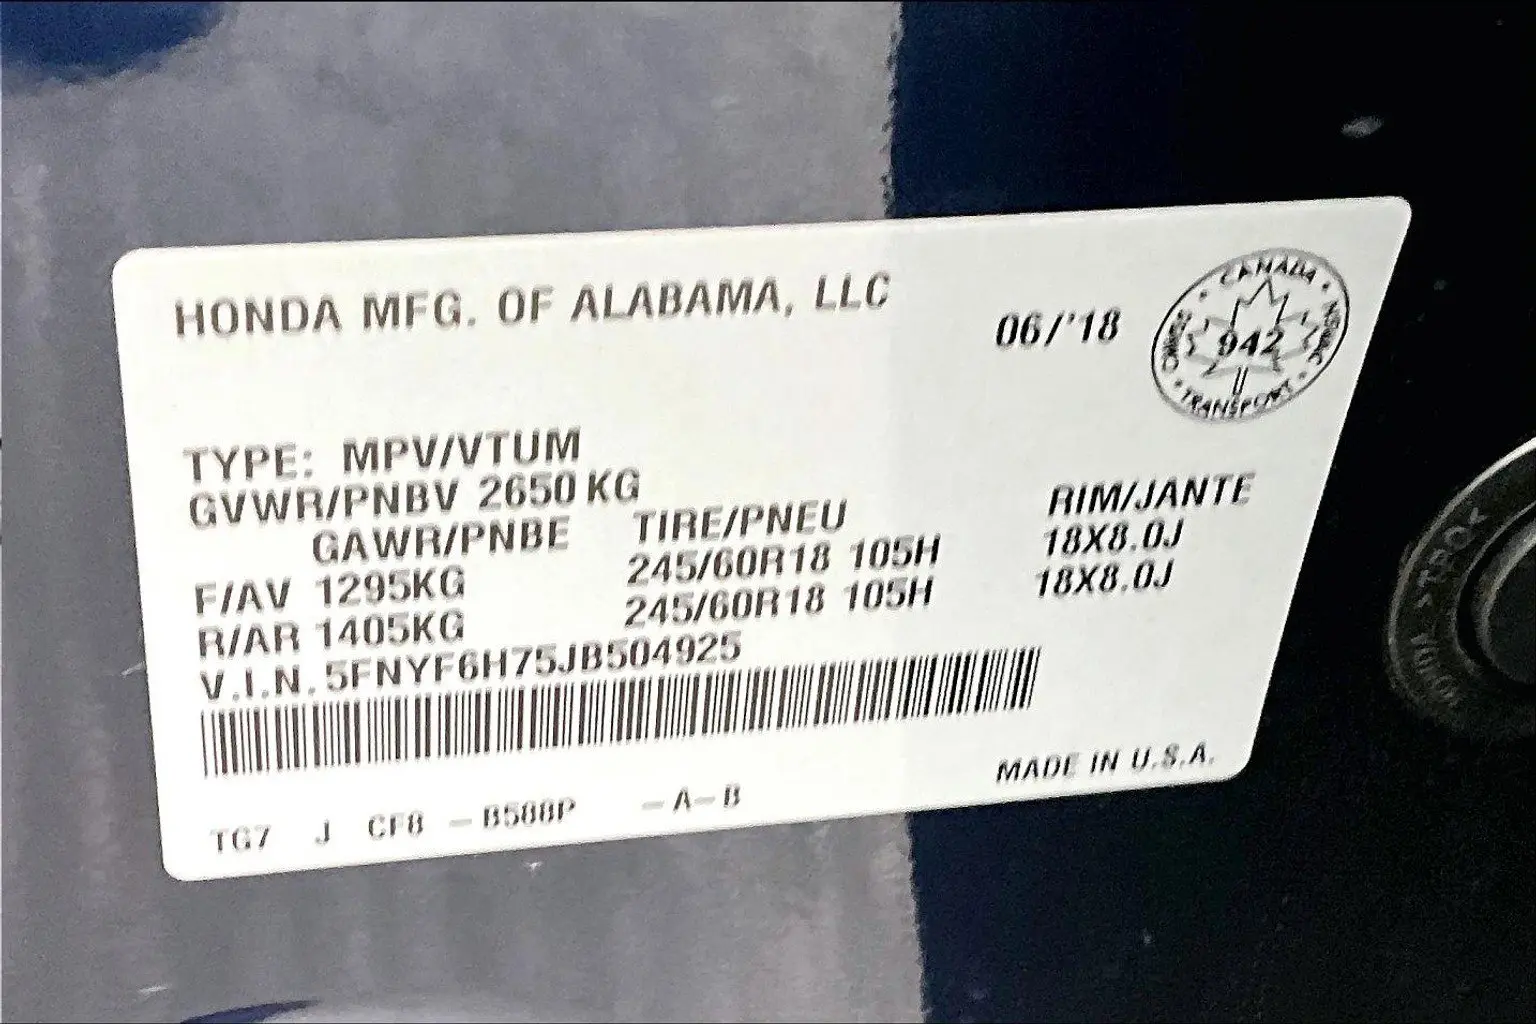 HONDA MFG. OF ALABAMA, LLC
06/'18
CANADA
942
TRANSPORT
TYPE: MPV/VTUM
GVWR/PNBV 2650 KG
GAWR/PNBE TIRE/PNEU RIM/JANTE
F/AV 1295KG 245/60R18 105H 18X8.0J
R/AR 1405KG 245/60R18 105H 18X8.0J
V.I.N. 5FNYF6H75JB504925
MADE IN U.S.A.
TG7 J CF8 - B588P - A - B